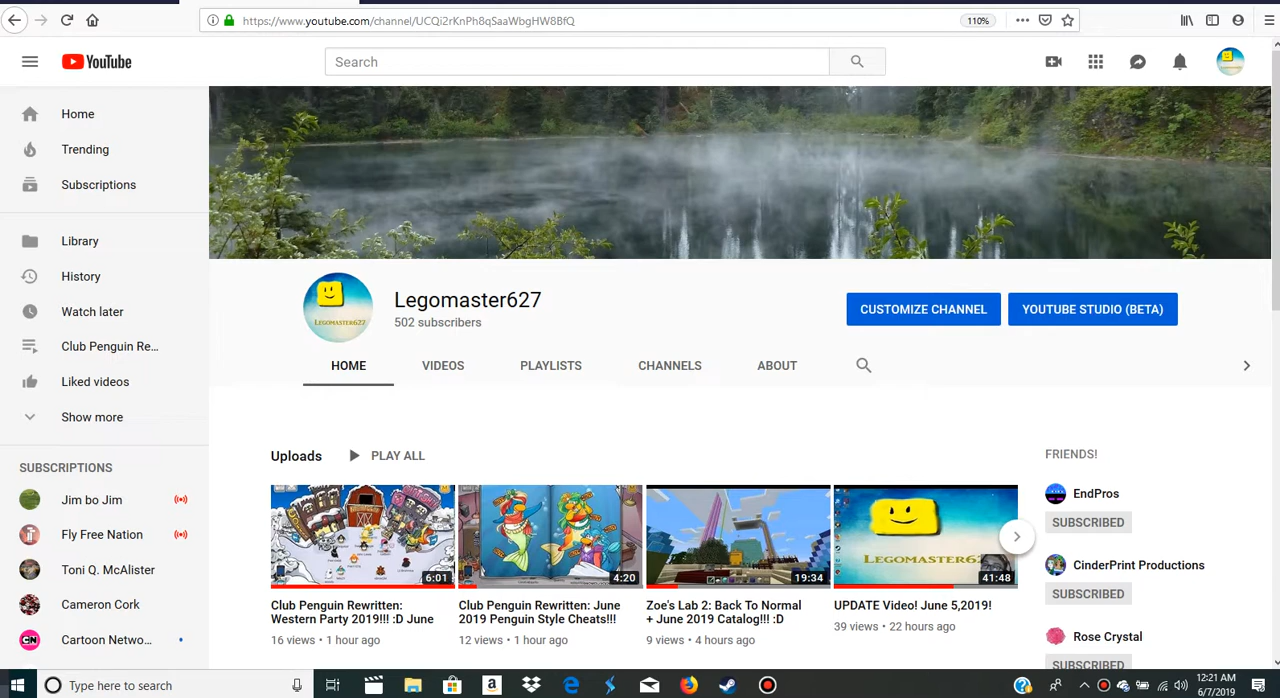 https://www.youtube.com/channel/UCQi2rKnPh8qSaaWbgHW8BfQ
110%
YouTube
Search
Home
Trending
Subscriptions
Library
History
Watch later
Club Penguin Re...
Liked videos
Show more
SUBSCRIPTIONS
Jim bo Jim
Fly Free Nation
Toni Q. McAlister
Cameron Cork
CN
Cartoon Netwo...
LEGOMASTER627
Legomaster627
502 subscribers
CUSTOMIZE CHANNEL
YOUTUBE STUDIO (BETA)
HOME
VIDEOS
PLAYLISTS
CHANNELS
ABOUT
Uploads
PLAY ALL
6:01
4:20
19:34
LEGOMASTER62
41:48
Club Penguin Rewritten:
Western Party 2019!!! :D June
16 views • 1 hour ago
Club Penguin Rewritten: June
2019 Penguin Style Cheats!!!
12 views • 1 hour ago
Zoe's Lab 2: Back To Normal
+ June 2019 Catalog!!! :D
9 views • 4 hours ago
UPDATE Video! June 5,2019!
39 views • 22 hours ago
FRIENDS!
EndPros
SUBSCRIBED
CinderPrint Productions
SUBSCRIBED
Rose Crystal
SUBSCRIBED
Type here to search
12:21 AM
6/7/2019